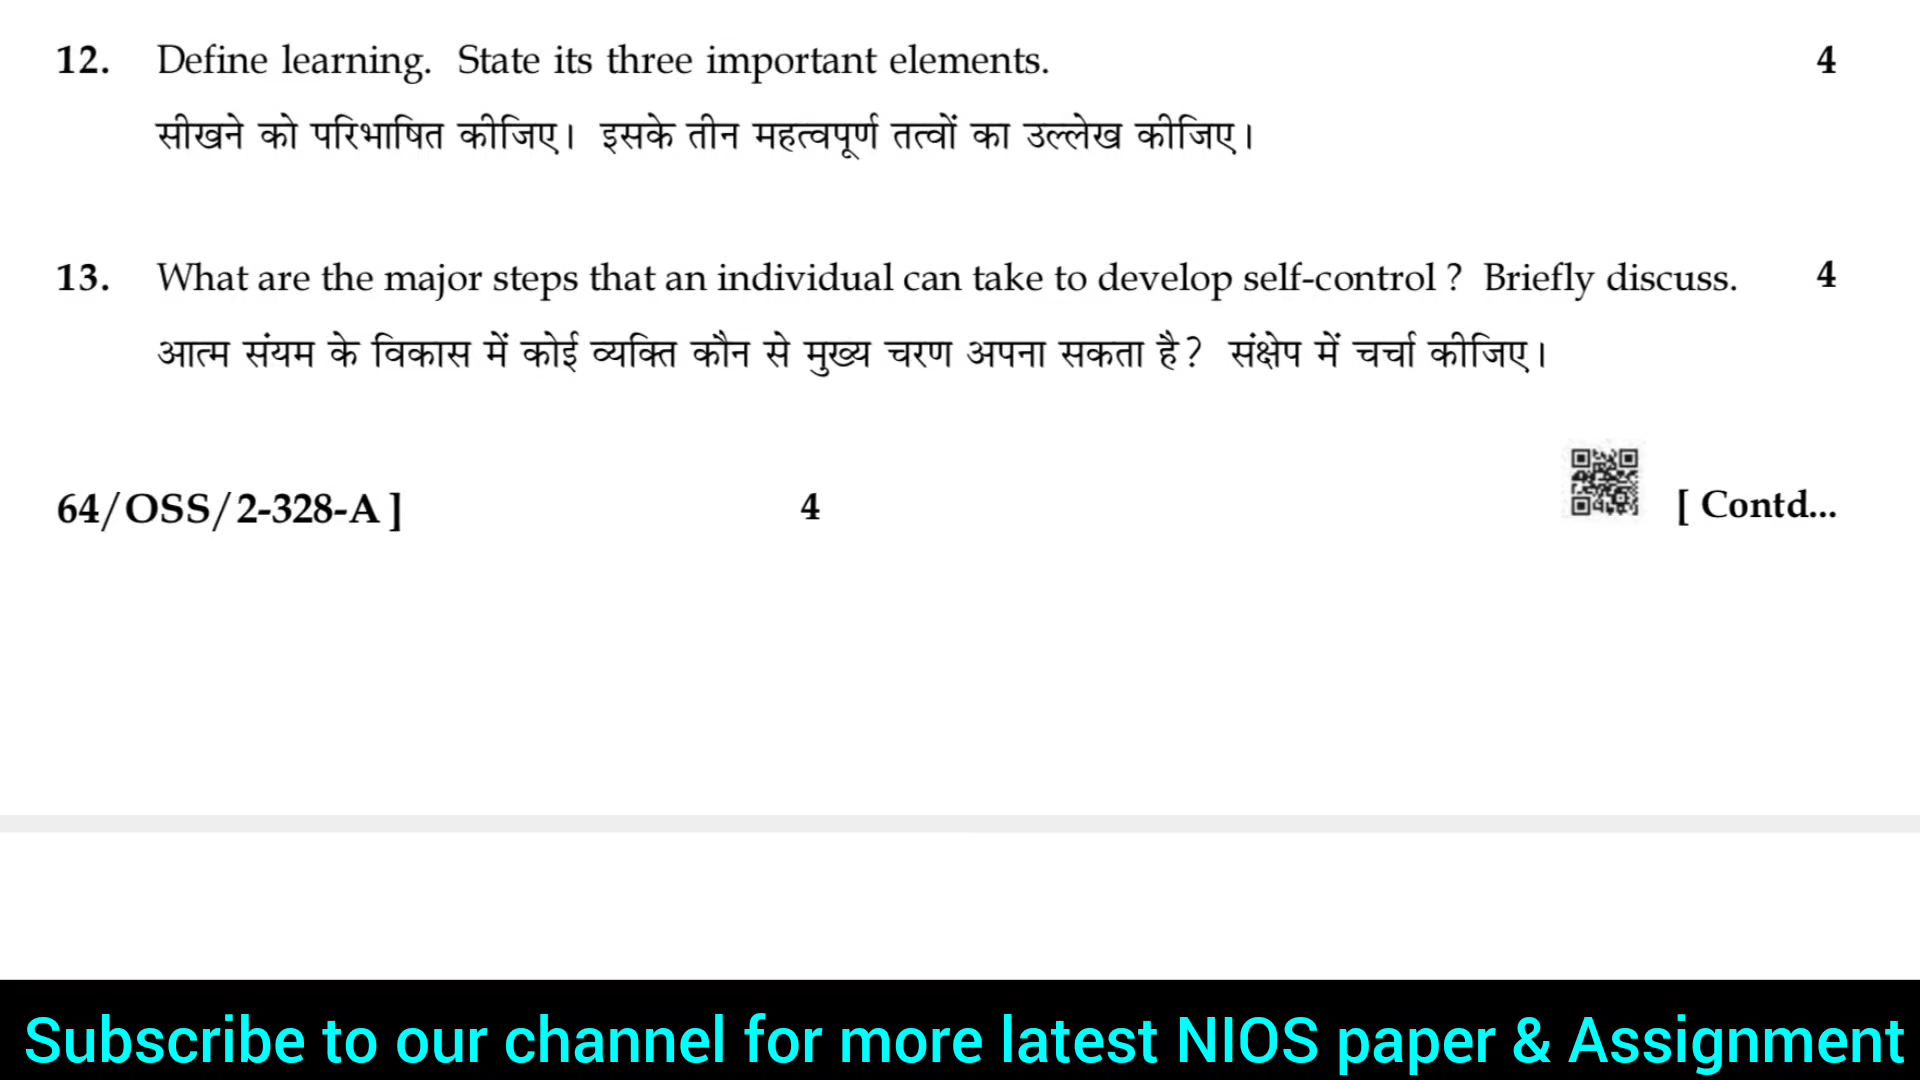 12. Define learning. State its three important elements. 4
सीखने को परिभाषित कीजिए। इसके तीन महत्वपूर्ण तत्वों का उल्लेख कीजिए।
13. What are the major steps that an individual can take to develop self-control ? Briefly discuss. 4
आत्म संयम के विकास में कोई व्यक्ति कौन से मुख्य चरण अपना सकता है? संक्षेप में चर्चा कीजिए।
64/OSS/2-328-A ] 4 [ Contd...
Subscribe to our channel for more latest NIOS paper & Assignment